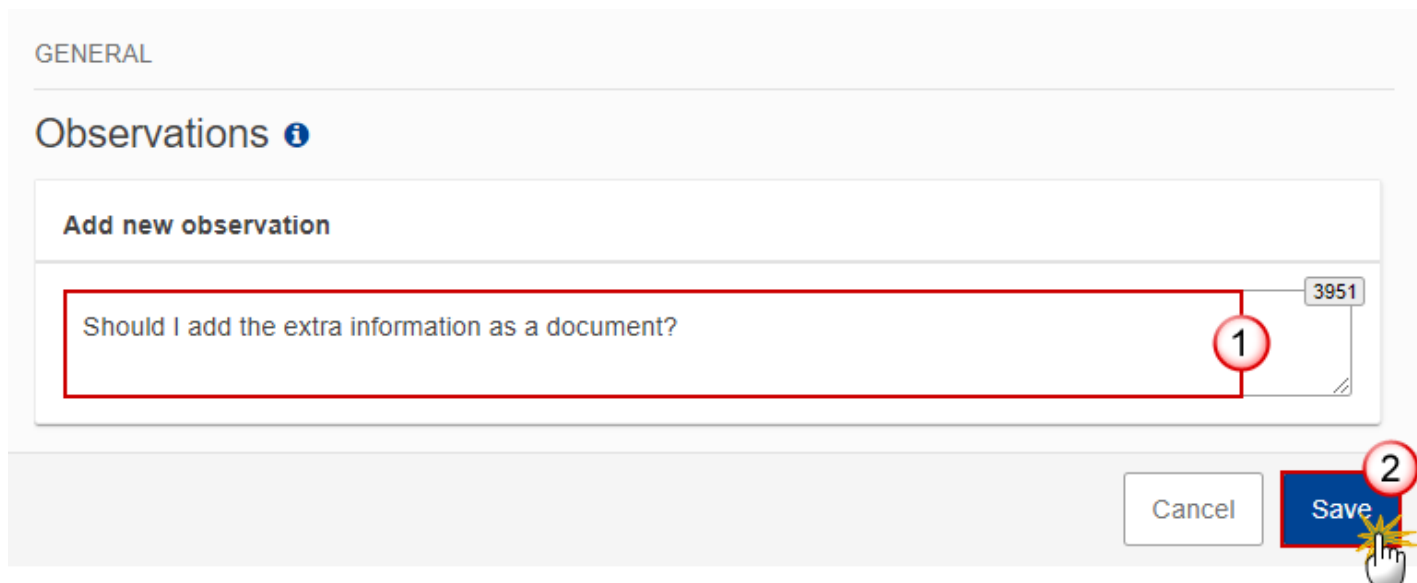 GENERAL
Observations
Add new observation
3951
Should I add the extra information as a document?
1
2
Cancel
Save